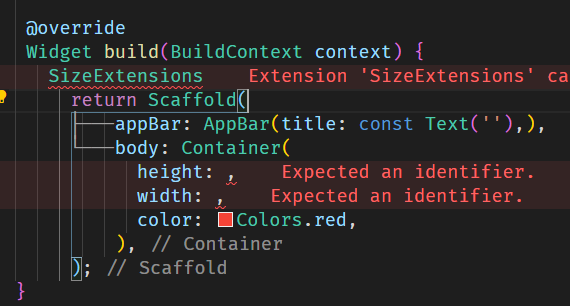 @override
Widget build(BuildContext context) {
SizeExtensions Extension 'SizeExtensions' ca
return Scaffold(
appBar: AppBar(title: const Text(''),),
body: Container(
height: , Expected an identifier.
width: , Expected an identifier.
color: Colors.red,
), // Container
); // Scaffold
}